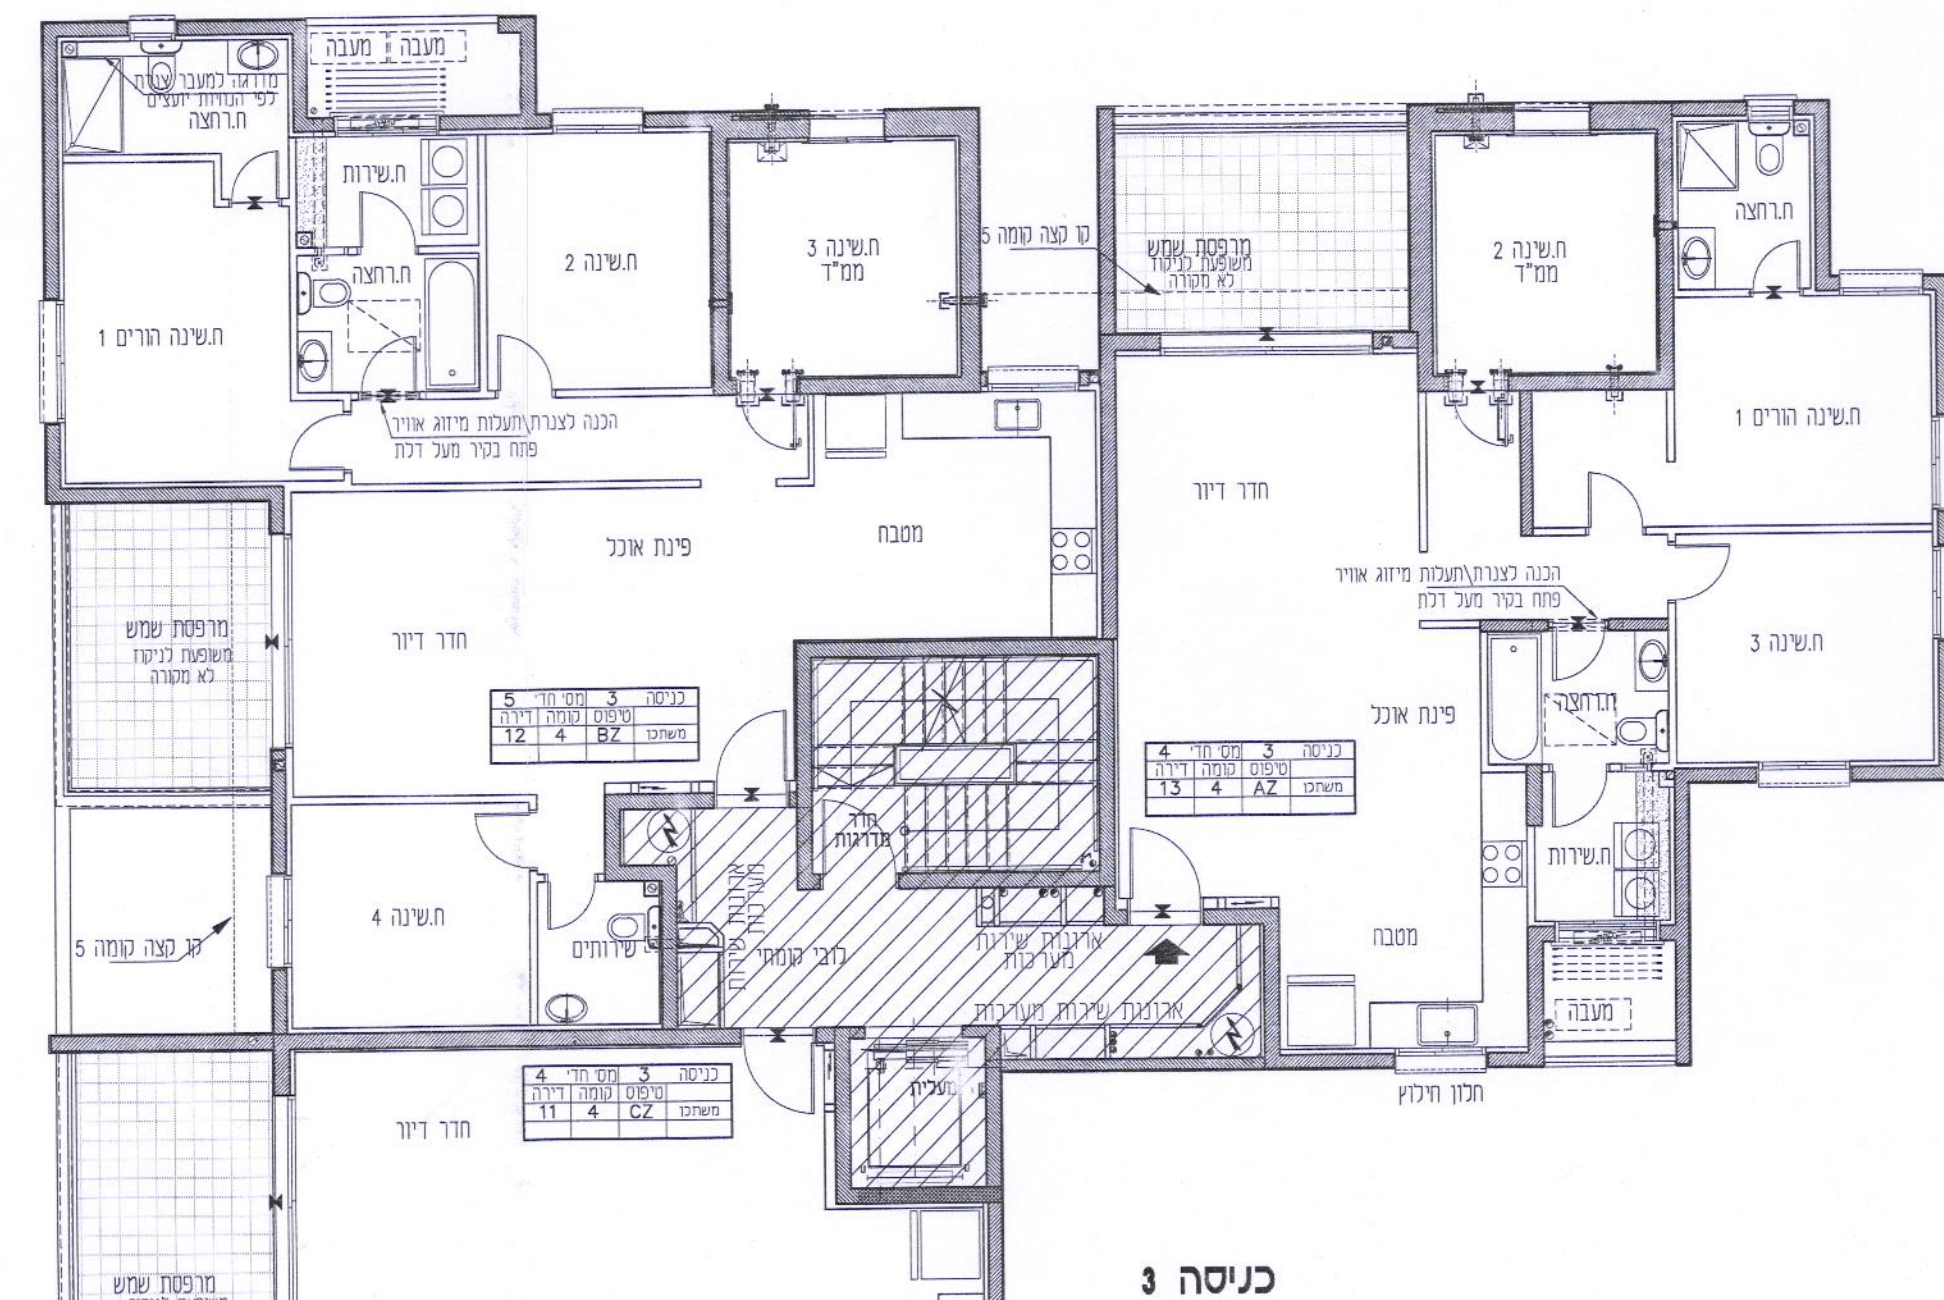 מעבה
מעבה
מדרגה למעבר צנרת
לפי הנחיות יועצים
ח.רחצה
ח.שירות
ח.רחצה
ח.שינה 2
ח.שינה 3
ממ"ד
ח.שינה הורים 1
הכנה לצנרת\תעלות מיזוג אוויר
פתח בקיר מעל דלת
קו קצה קומה 5
מרפסת שמש
משופעת לניקוז
לא מקורה
ח.שינה 2
ממ"ד
ח.רחצה
ח.שינה הורים 1
חדר דיור
מטבח
פינת אוכל
חדר דיור
מרפסת שמש
משופעת לניקוז
לא מקורה
הכנה לצנרת\תעלות מיזוג אוויר
פתח בקיר מעל דלת
ח.שינה 3
ח.רחצה
פינת אוכל
כניסה 3 מס' חדי' 5
טיפוס קומה דירה
משתכן BZ 4 12
כניסה 3 מס' חדי' 4
טיפוס קומה דירה
משתכן AZ 4 13
חדר
מדרגות
ח.שירות
ארונות שירות
מערכות
לובי קומתי
ארונות שירות
מערכות
ארונות שירות מערכות
מטבח
מעבה
חלון חילוץ
ח.שינה 4
שירותים
קו קצה קומה 5
כניסה 3 מס' חדי' 4
טיפוס קומה דירה
משתכן CZ 4 11
מעלית
חדר דיור
מרפסת שמש
כניסה 3